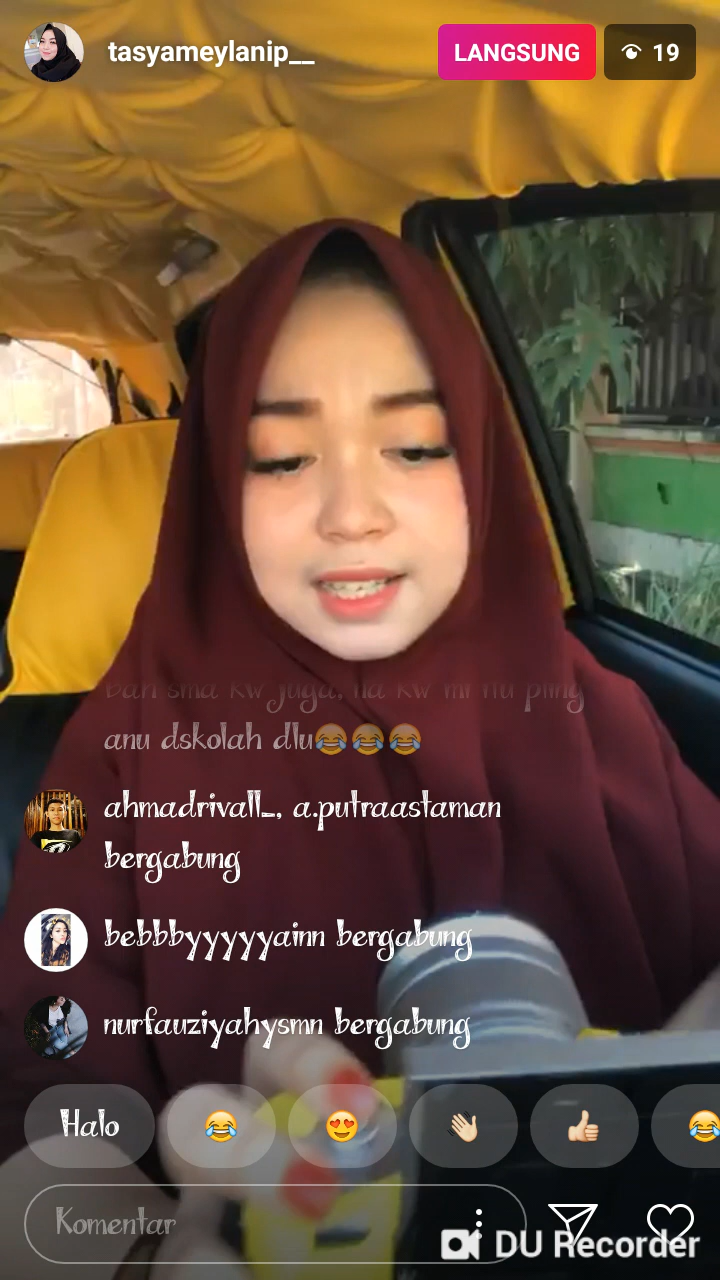 tasyameylanip__
LANGSUNG
19
anu dskolah dlu😂😂😂
ahmadrivall_, a.putraastaman
bergabung
bebbbyyyyyainn bergabung
nurfauziyahysmn bergabung
Halo
Komentar
DU Recorder